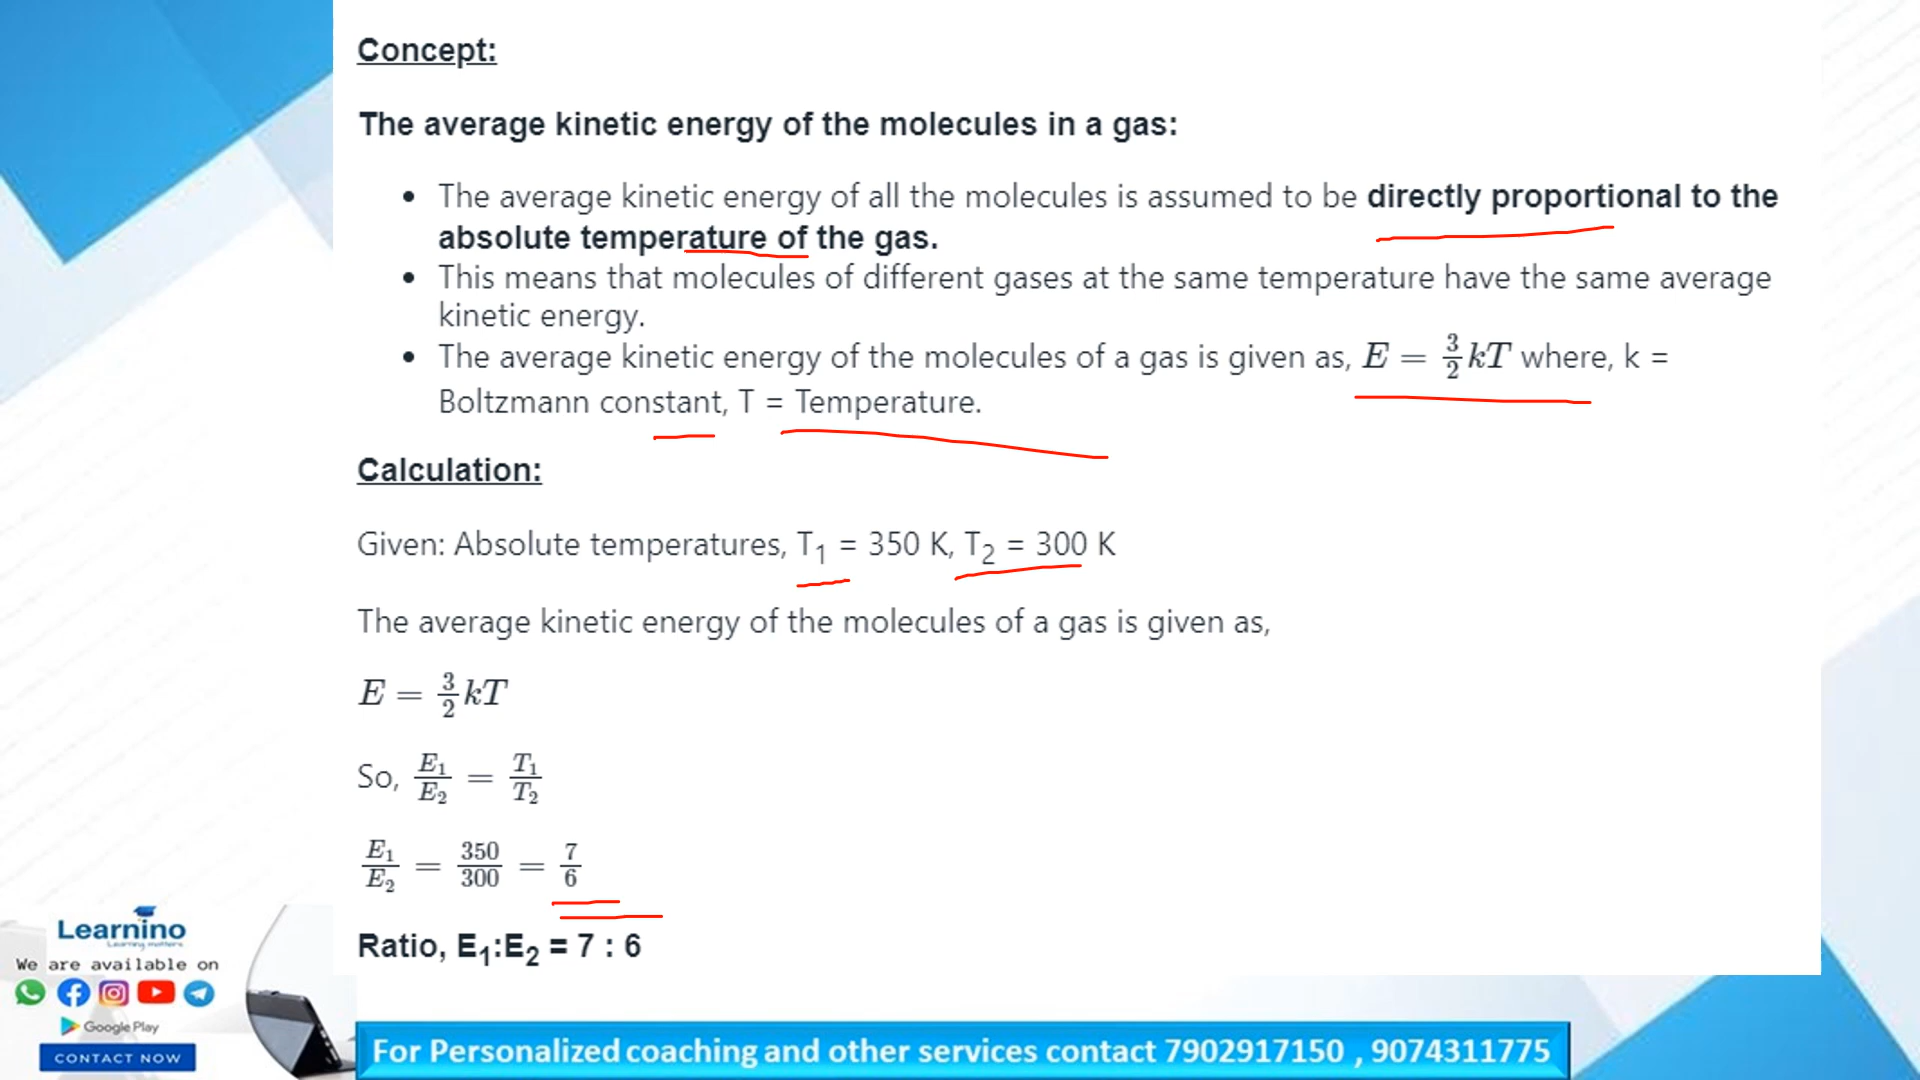 Concept:
The average kinetic energy of the molecules in a gas:
• The average kinetic energy of all the molecules is assumed to be directly proportional to the
absolute temperature of the gas.
• This means that molecules of different gases at the same temperature have the same average
kinetic energy.
• The average kinetic energy of the molecules of a gas is given as, E = 3/2 kT where, k =
Boltzmann constant, T = Temperature.
Calculation:
Given: Absolute temperatures, T₁ = 350 K, T₂ = 300 K
The average kinetic energy of the molecules of a gas is given as,
E = 3/2 kT
So, E₁/E₂ = T₁/T₂
E₁/E₂ = 350/300 = 7/6
Ratio, E₁:E₂ = 7 : 6
Learnino
Learning matters
We are available on
Google Play
CONTACT NOW
For Personalized coaching and other services contact 7902917150 , 9074311775